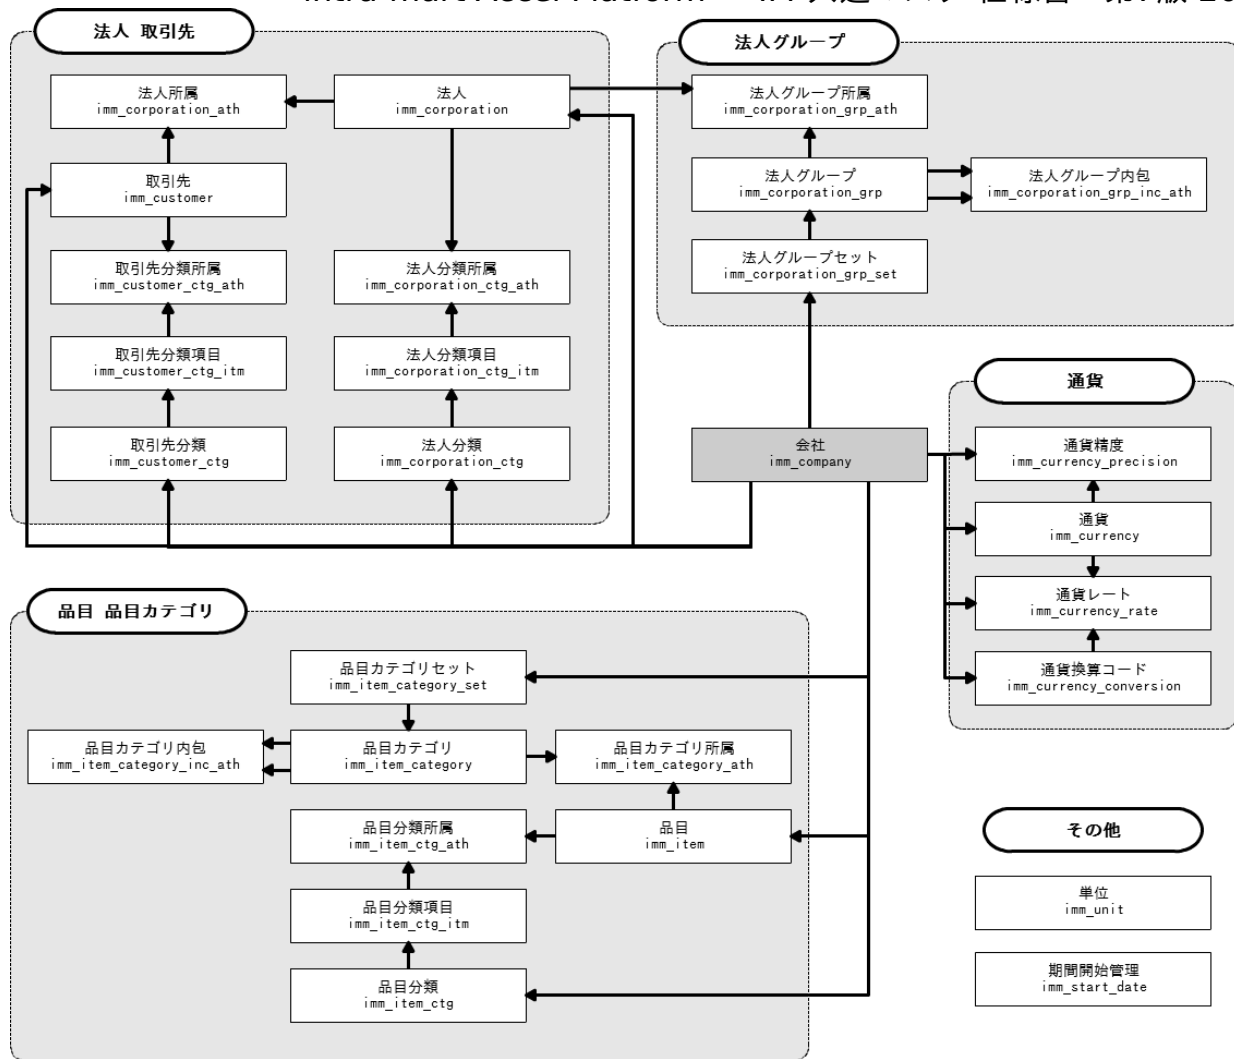 法人 取引先
法人所属
imm_corporation_ath
法人
imm_corporation
取引先
imm_customer
取引先分類所属
imm_customer_ctg_ath
法人分類所属
imm_corporation_ctg_ath
取引先分類項目
imm_customer_ctg_itm
法人分類項目
imm_corporation_ctg_itm
取引先分類
imm_customer_ctg
法人分類
imm_corporation_ctg
法人グループ
法人グループ所属
imm_corporation_grp_ath
法人グループ
imm_corporation_grp
法人グループ内包
imm_corporation_grp_inc_ath
法人グループセット
imm_corporation_grp_set
会社
imm_company
通貨
通貨精度
imm_currency_precision
通貨
imm_currency
通貨レート
imm_currency_rate
通貨換算コード
imm_currency_conversion
品目 品目カテゴリ
品目カテゴリセット
imm_item_category_set
品目カテゴリ内包
imm_item_category_inc_ath
品目カテゴリ
imm_item_category
品目カテゴリ所属
imm_item_category_ath
品目分類所属
imm_item_ctg_ath
品目
imm_item
品目分類項目
imm_item_ctg_itm
品目分類
imm_item_ctg
その他
単位
imm_unit
期間開始管理
imm_start_date